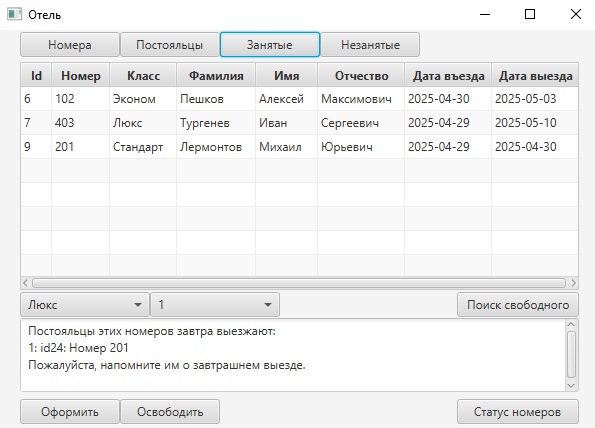 Отель
Номера Постояльцы Занятые Незанятые
Id Номер Класс Фамилия Имя Отчество Дата въезда Дата выезда
6 102 Эконом Пешков Алексей Максимович 2025-04-30 2025-05-03
7 403 Люкс Тургенев Иван Сергеевич 2025-04-29 2025-05-10
9 201 Стандарт Лермонтов Михаил Юрьевич 2025-04-29 2025-04-30
Люкс 1 Поиск свободного
Постояльцы этих номеров завтра выезжают:
1: id24: Номер 201
Пожалуйста, напомните им о завтрашнем выезде.
Оформить Освободить Статус номеров